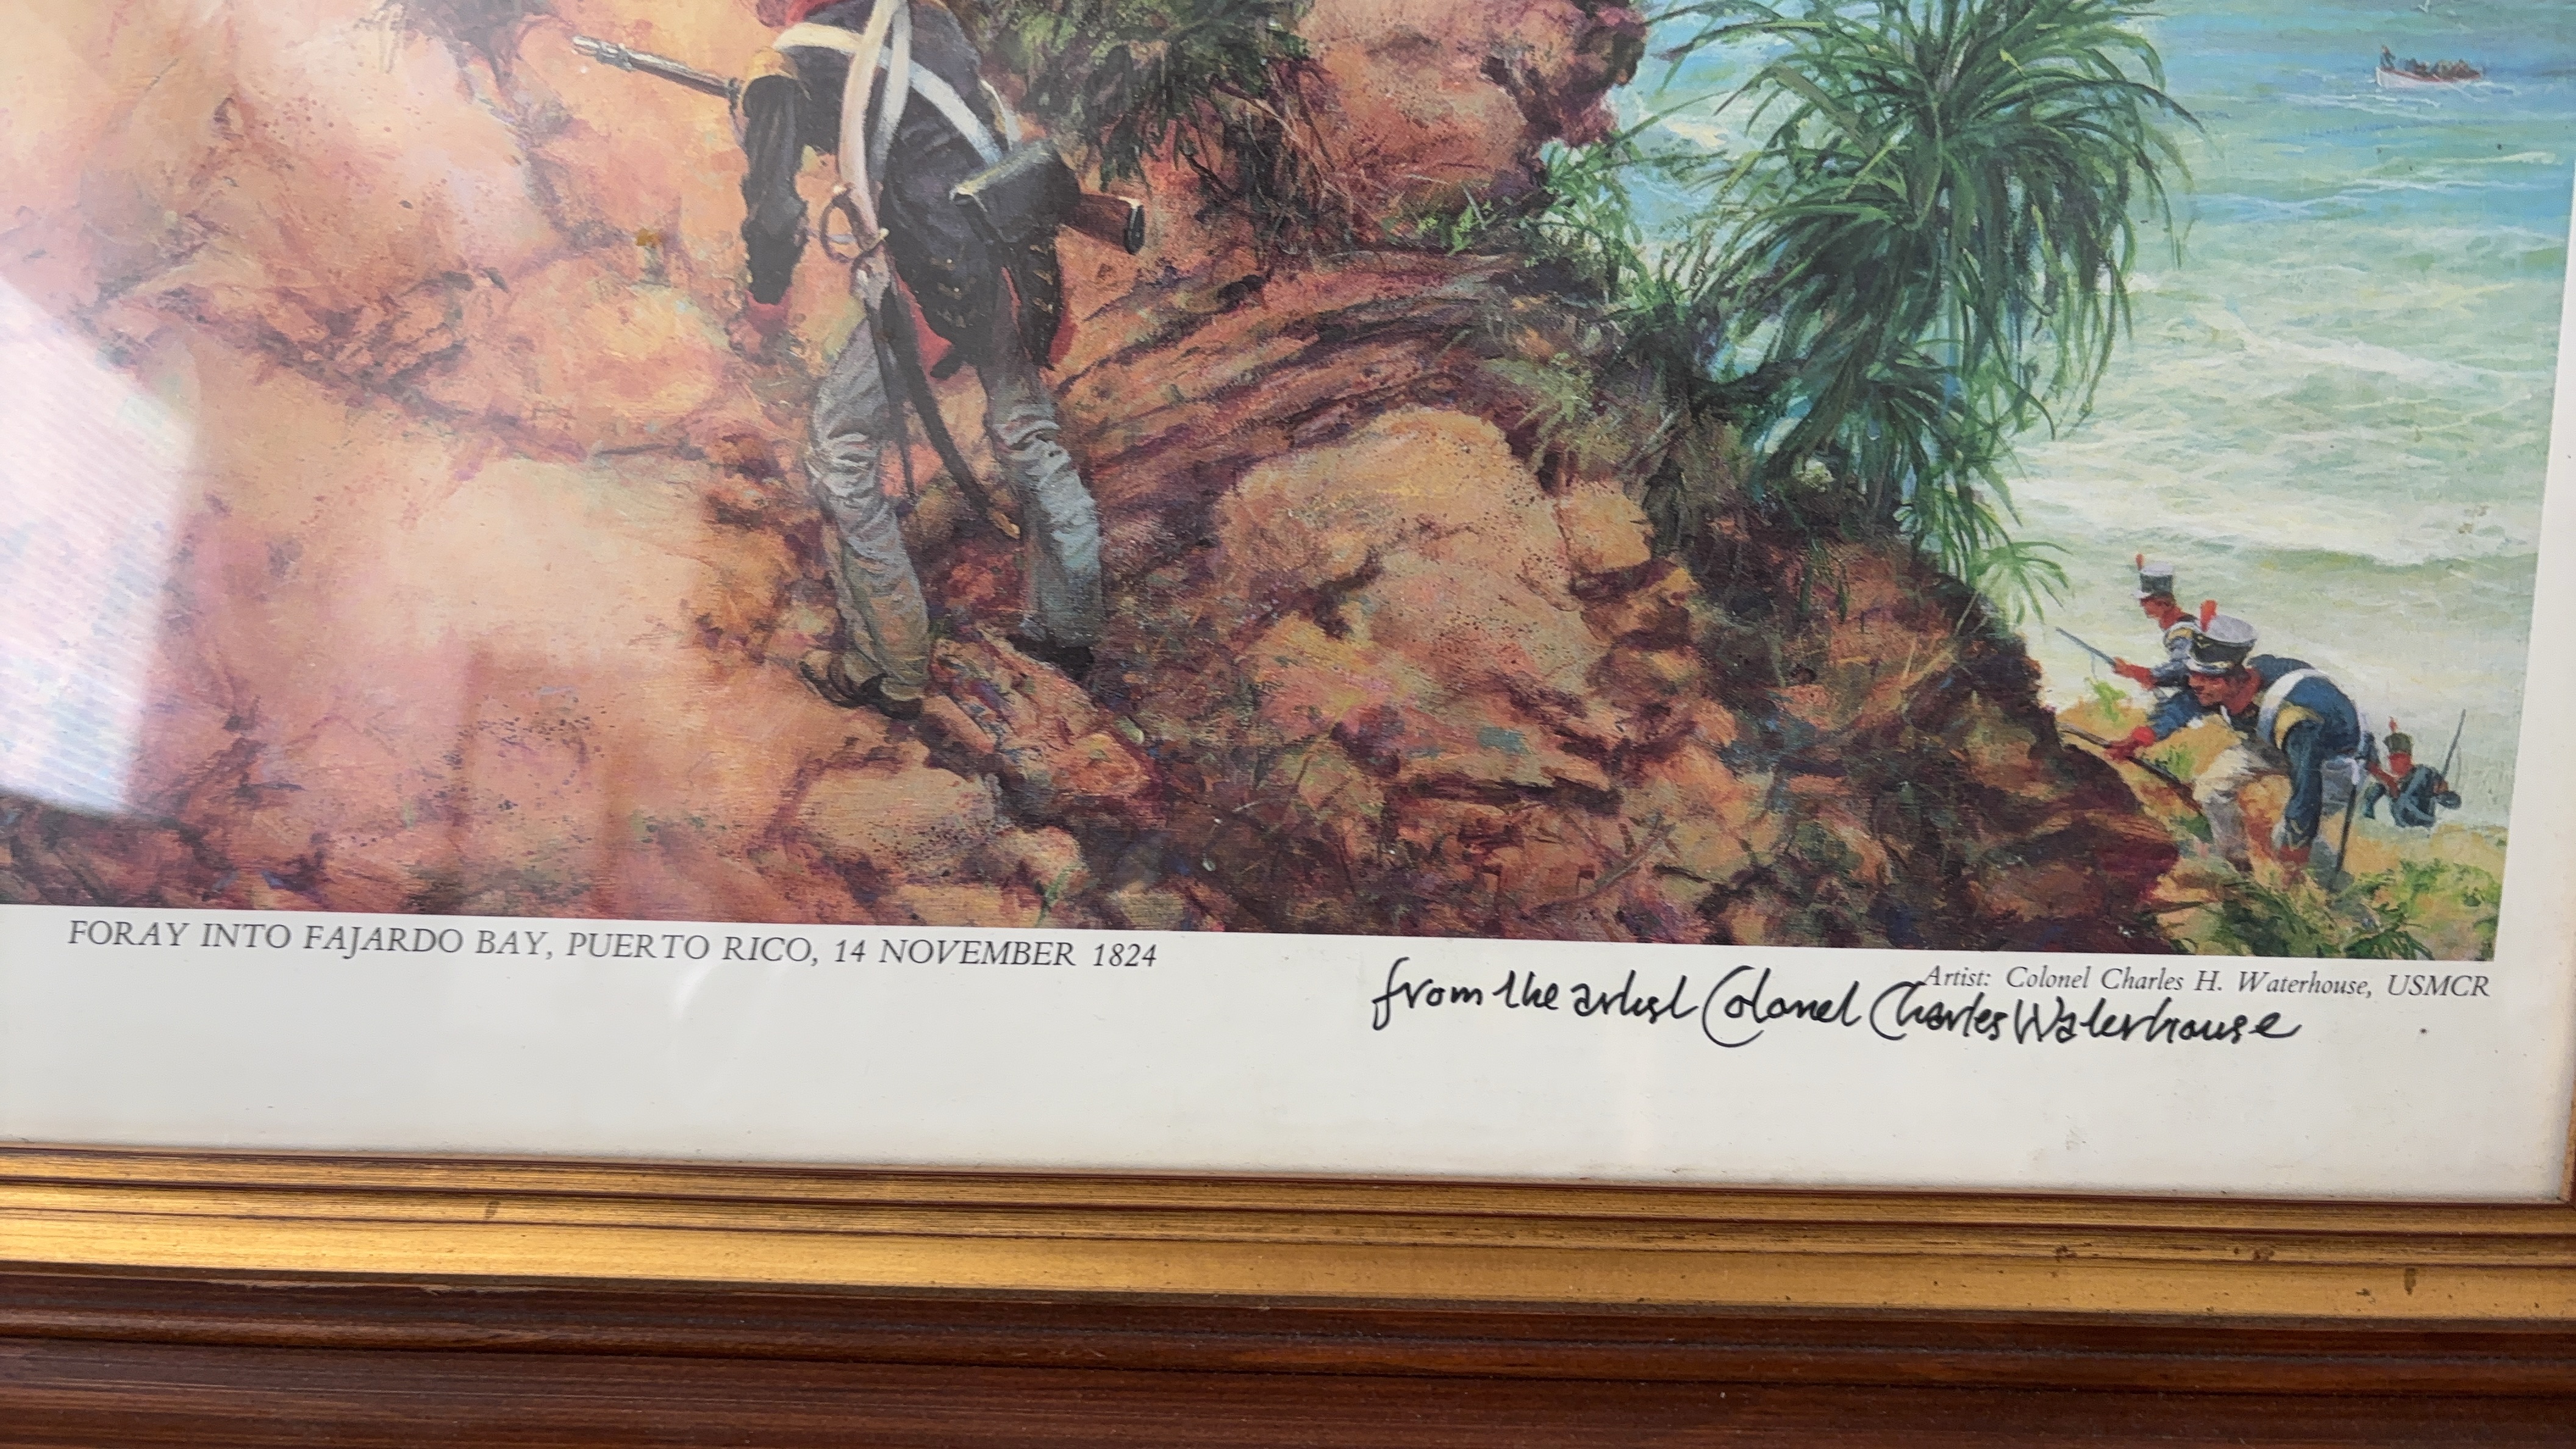 FORAY INTO FAJARDO BAY, PUERTO RICO, 14 NOVEMBER 1824
Artist: Colonel Charles H. Waterhouse, USMCR
from the artist Colonel Charles Waterhouse